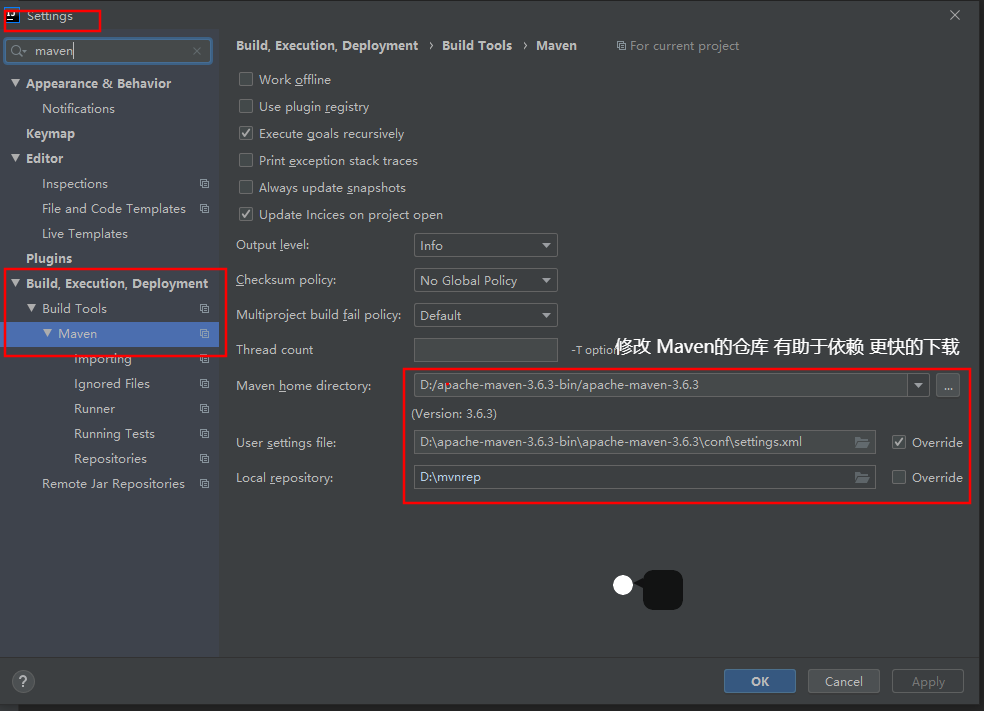 Settings
maven
Appearance & Behavior
Notifications
Keymap
Editor
Inspections
File and Code Templates
Live Templates
Plugins
Build, Execution, Deployment
Build Tools
Maven
Importing
Ignored Files
Runner
Running Tests
Repositories
Remote Jar Repositories
Build, Execution, Deployment › Build Tools › Maven For current project
Work offline
Use plugin registry
Execute goals recursively
Print exception stack traces
Always update snapshots
Update Incices on project open
Output level: Info
Checksum policy: No Global Policy
Multiproject build fail policy: Default
Thread count -T option
修改 Maven的仓库 有助于依赖 更快的下载
Maven home directory: D:/apache-maven-3.6.3-bin/apache-maven-3.6.3 ...
(Version: 3.6.3)
User settings file: D:\apache-maven-3.6.3-bin\apache-maven-3.6.3\conf\settings.xml Override
Local repository: D:\mvnrep Override
? OK Cancel Apply